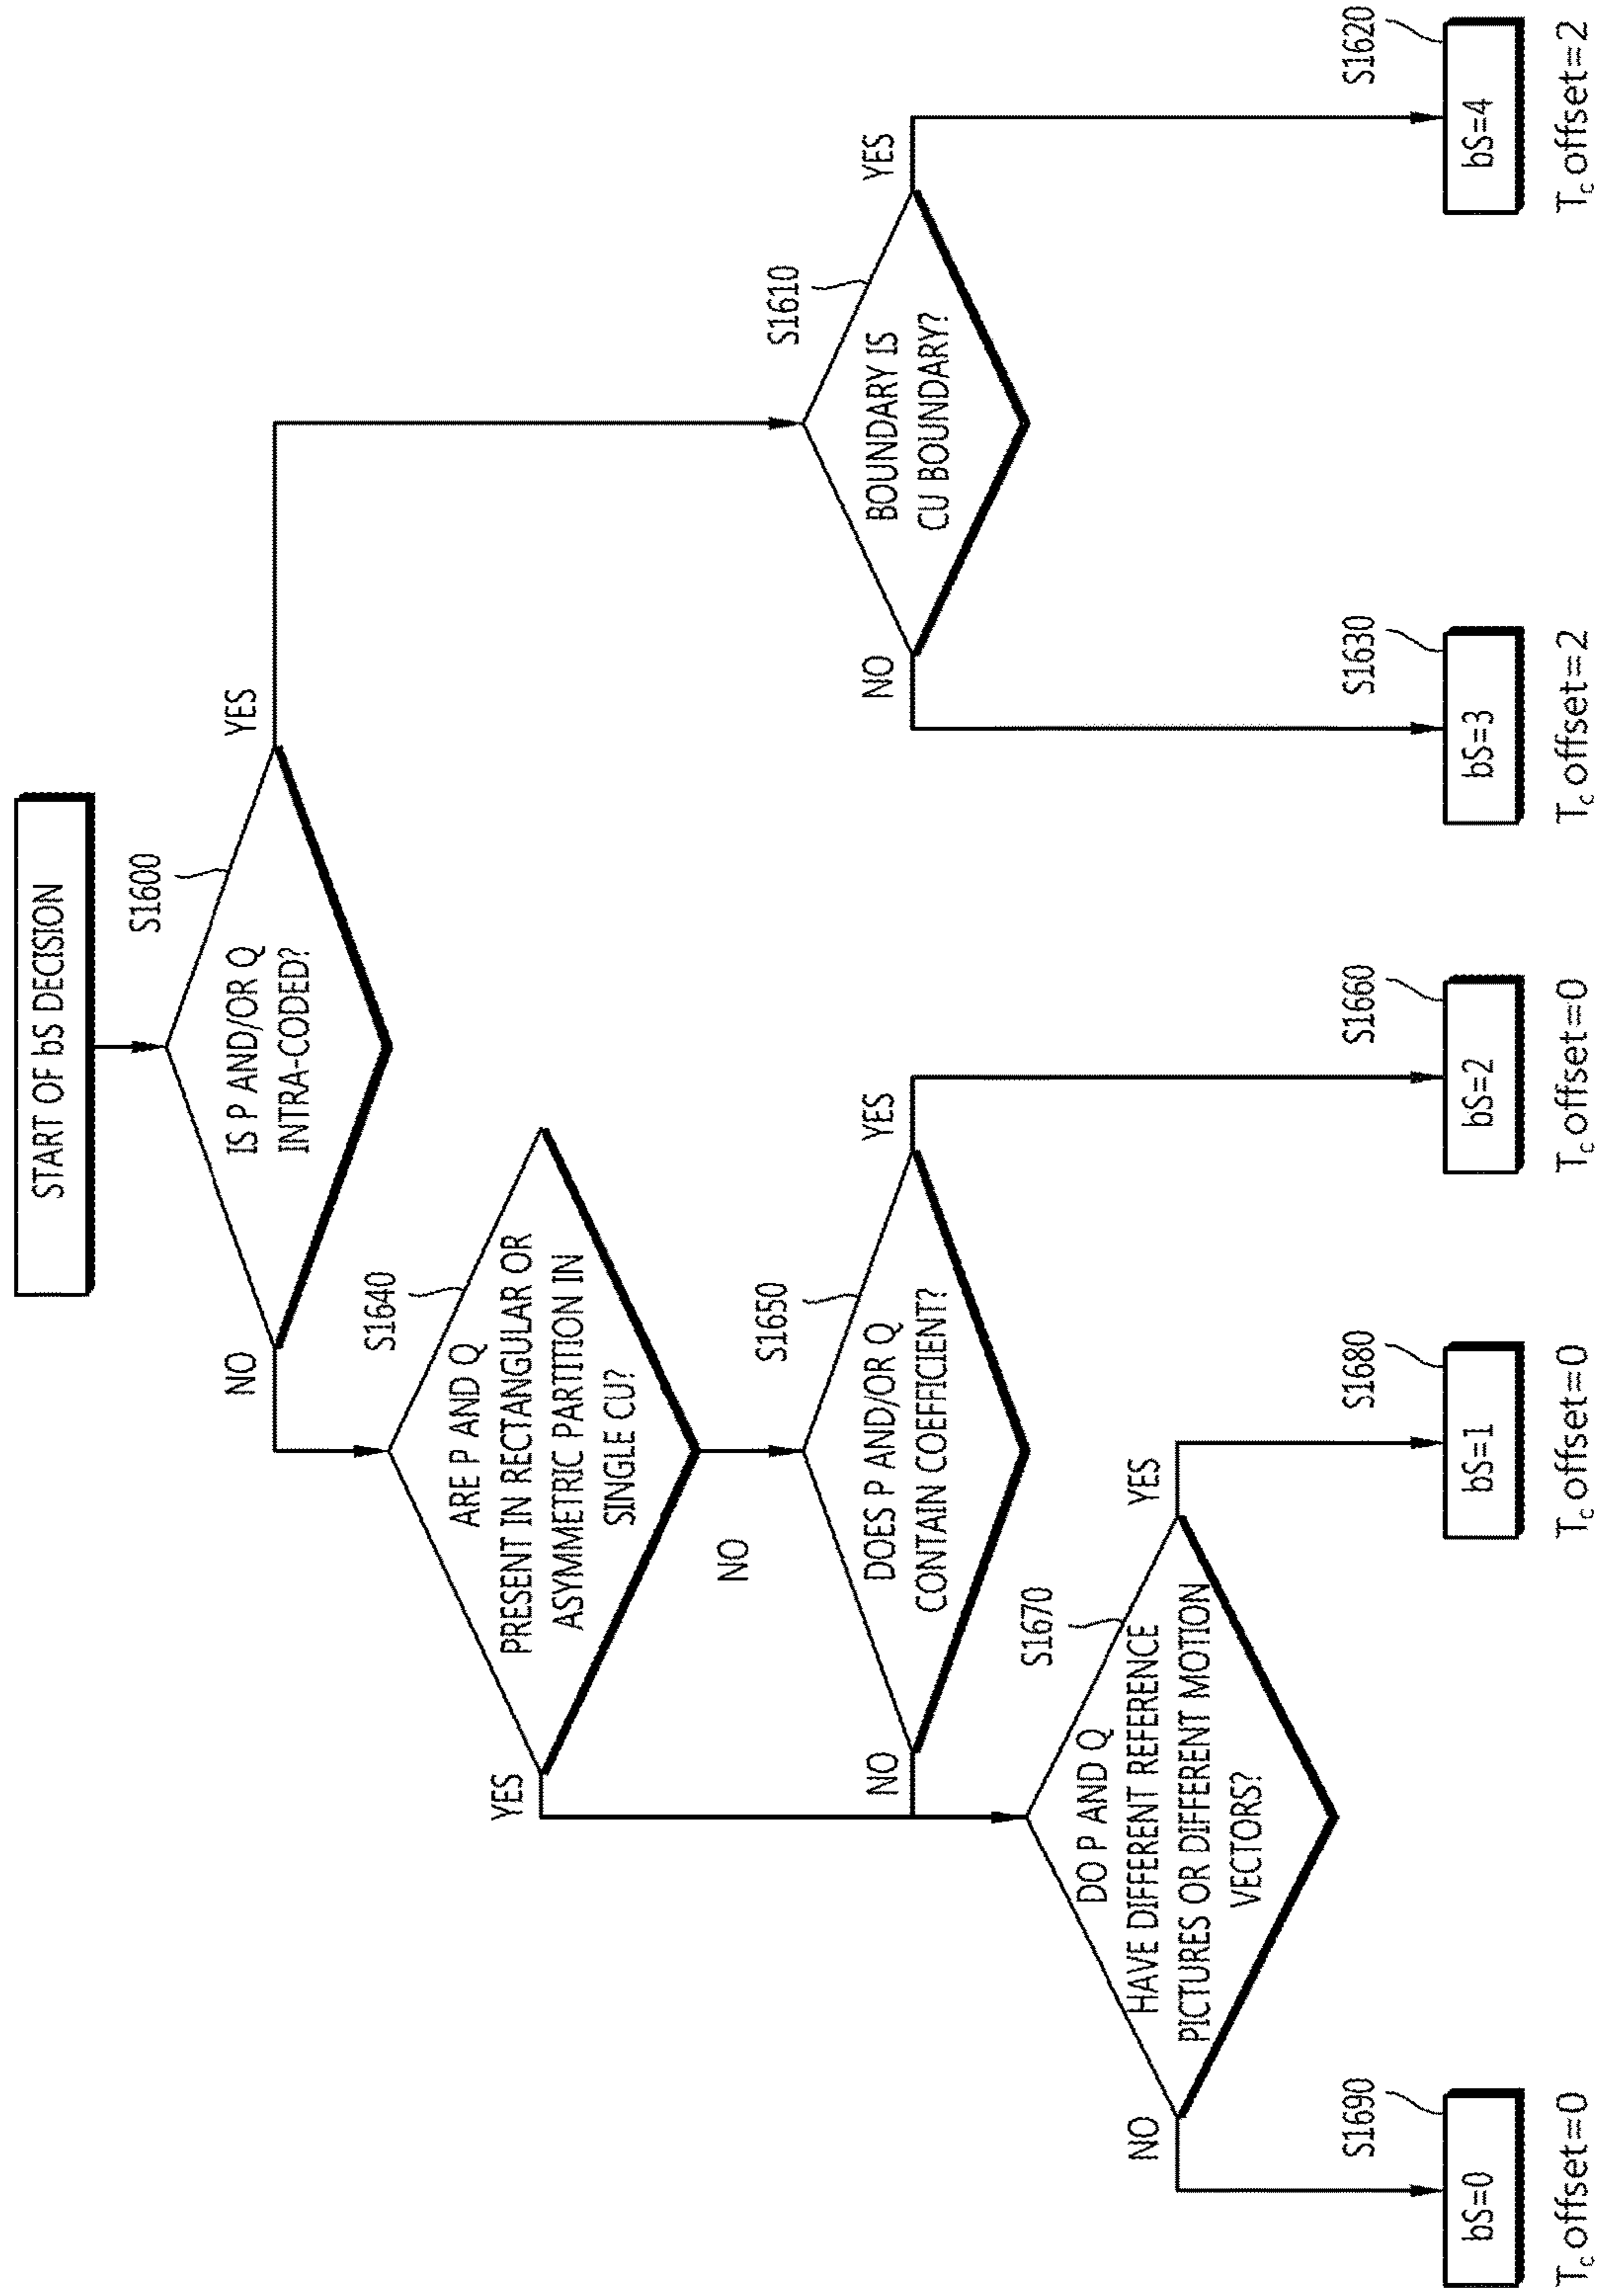 START OF bS DECISION
S1600
IS P AND/OR Q
INTRA-CODED?
NO
YES
S1640
ARE P AND Q
PRESENT IN RECTANGULAR OR
ASYMMETRIC PARTITION IN
SINGLE CU?
YES
NO
S1650
DOES P AND/OR Q
CONTAIN COEFFICIENT?
NO
YES
S1610
BOUNDARY IS
CU BOUNDARY?
NO
YES
S1670
DO P AND Q
HAVE DIFFERENT REFERENCE
PICTURES OR DIFFERENT MOTION
VECTORS?
NO
YES
S1690
bS=0
Tc offset=0
S1680
bS=1
Tc offset=0
S1660
bS=2
Tc offset=0
S1630
bS=3
Tc offset=2
S1620
bS=4
Tc offset=2